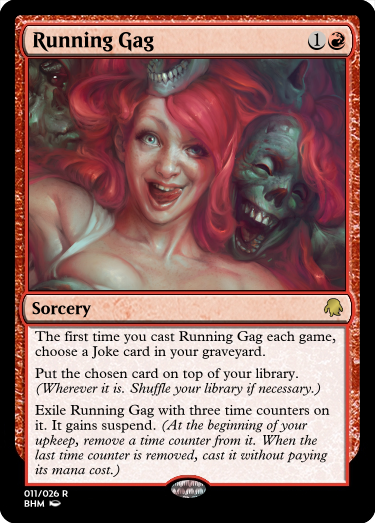 Running Gag 1
Sorcery
The first time you cast Running Gag each game,
choose a Joke card in your graveyard.
Put the chosen card on top of your library.
(Wherever it is. Shuffle your library if necessary.)
Exile Running Gag with three time counters on
it. It gains suspend. (At the beginning of your
upkeep, remove a time counter from it. When the
last time counter is removed, cast it without paying
its mana cost.)
011/026 R
BHM